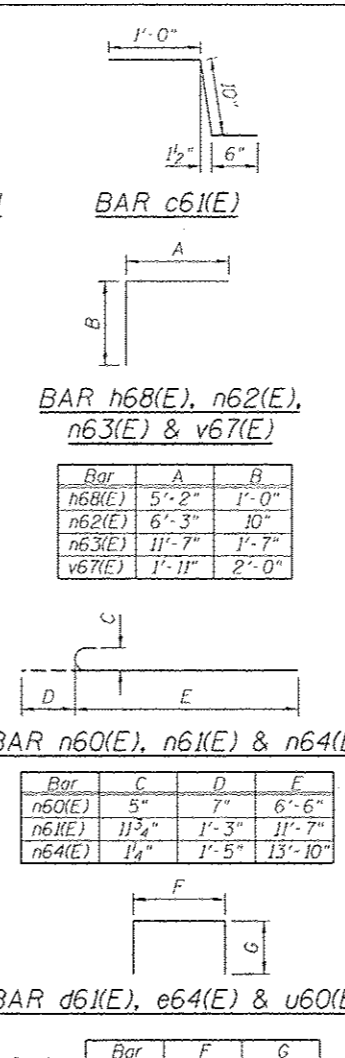 1'-0"
10"
1½" 6"
BAR c61(E)
A
B
BAR h68(E), n62(E),
n63(E) & v67(E)
Bar A B
h68(E) 5'-2" 1'-0"
n62(E) 6'-3" 10"
n63(E) 11'-7" 1'-7"
v67(E) 1'-11" 2'-0"
C
D E
BAR n60(E), n61(E) & n64(E
Bar C D E
n60(E) 5" 7" 6'-6"
n61(E) 11¾" 1'-3" 11'-7"
n64(E) 1¼" 1'-5" 13'-10"
F
G
BAR d61(E), e64(E) & u60(E
Bar F G